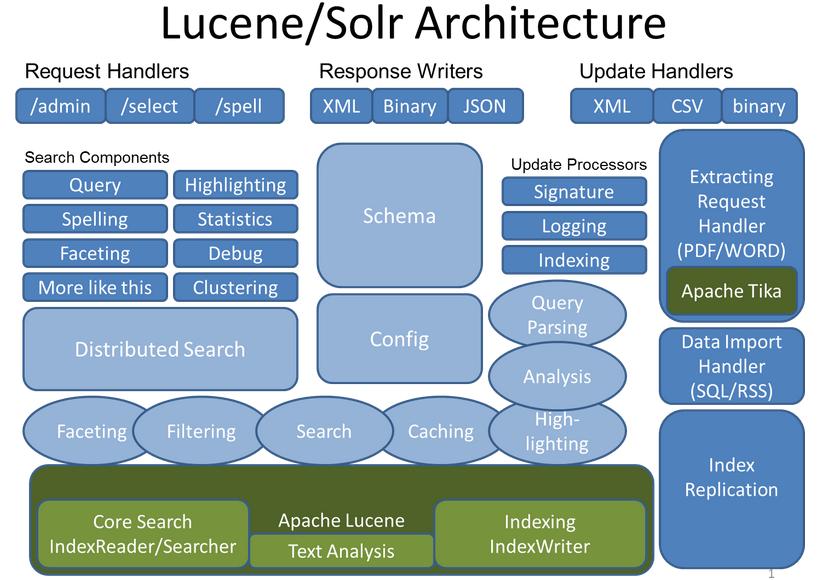 Lucene/Solr Architecture
Request Handlers
/admin
/select
/spell
Response Writers
XML
Binary
JSON
Update Handlers
XML
CSV
binary
Search Components
Query
Highlighting
Spelling
Statistics
Faceting
Debug
More like this
Clustering
Distributed Search
Schema
Config
Update Processors
Signature
Logging
Indexing
Query
Parsing
Analysis
High-
lighting
Extracting
Request
Handler
(PDF/WORD)
Apache Tika
Data Import
Handler
(SQL/RSS)
Index
Replication
Faceting
Filtering
Search
Caching
Core Search
IndexReader/Searcher
Apache Lucene
Text Analysis
Indexing
IndexWriter
1